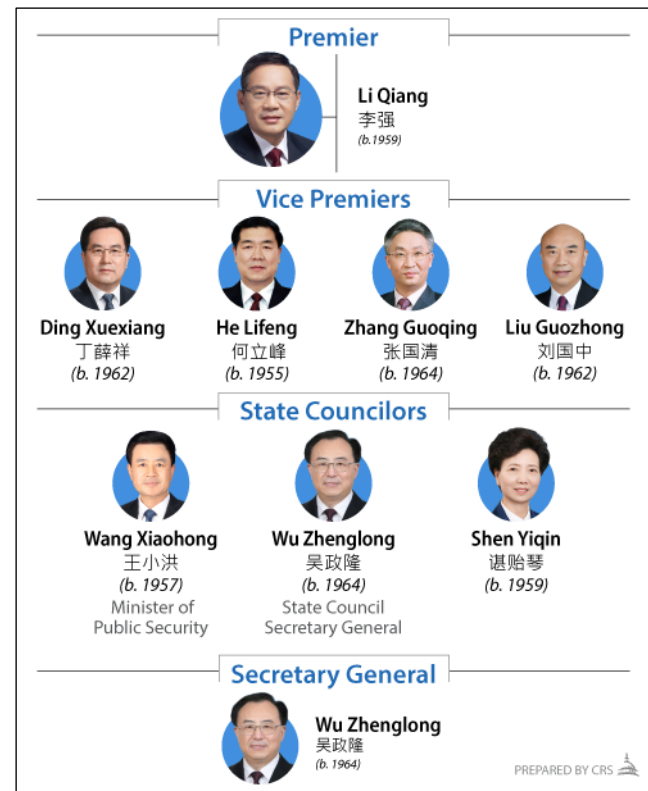 Premier
Li Qiang
李强
(b.1959)
Vice Premiers
Ding Xuexiang
丁薛祥
(b. 1962)
He Lifeng
何立峰
(b. 1955)
Zhang Guoqing
张国清
(b. 1964)
Liu Guozhong
刘国中
(b. 1962)
State Councilors
Wang Xiaohong
王小洪
(b. 1957)
Minister of
Public Security
Wu Zhenglong
吴政隆
(b. 1964)
State Council
Secretary General
Shen Yiqin
谌贻琴
(b. 1959)
Secretary General
Wu Zhenglong
吴政隆
(b. 1964)
PREPARED BY CRS